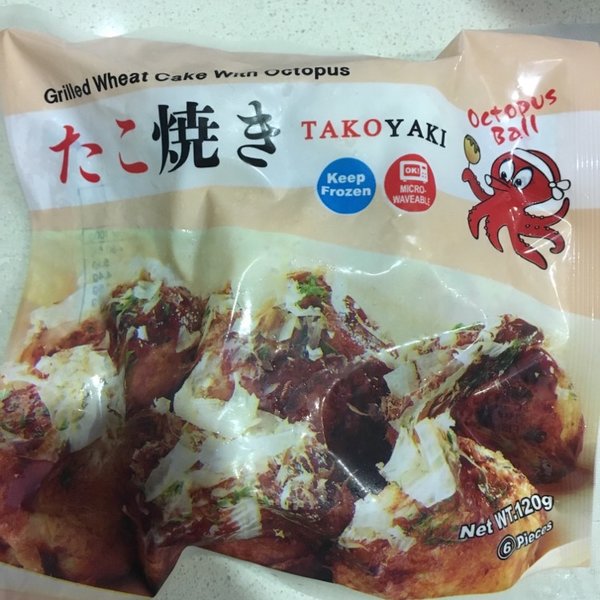 Grilled Wheat Cake With Octopus
たこ焼き TAKOYAKI
Octopus
Ball
Keep
Frozen
OK!
MICRO-
WAVEABLE
Net WT.120g
6 Pieces